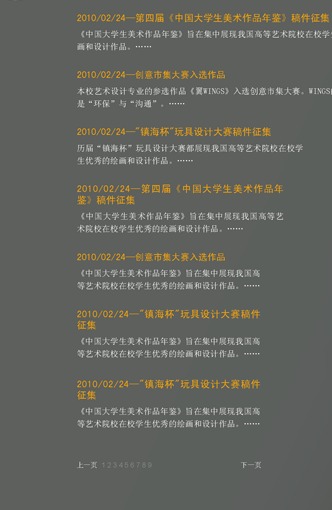 2010/02/24—第四届《中国大学生美术作品年鉴》稿件征集
《中国大学生美术作品年鉴》旨在集中展现我国高等艺术院校在校学
画和设计作品。……
2010/02/24—创意市集大赛入选作品
本校艺术设计专业的参选作品《翼WINGS》入选创意市集大赛。WINGS
是“环保”与“沟通”。……
2010/02/24—"镇海杯"玩具设计大赛稿件征集
历届“镇海杯”玩具设计大赛都展现我国高等艺术院校在校学
生优秀的绘画和设计作品。……
2010/02/24—第四届《中国大学生美术作品年
鉴》稿件征集
《中国大学生美术作品年鉴》旨在集中展现我国高等艺
术院校在校学生优秀的绘画和设计作品。……
2010/02/24—创意市集大赛入选作品
《中国大学生美术作品年鉴》旨在集中展现我国高
等艺术院校在校学生优秀的绘画和设计作品。……
2010/02/24—"镇海杯"玩具设计大赛稿件
征集
《中国大学生美术作品年鉴》旨在集中展现我国高
等艺术院校在校学生优秀的绘画和设计作品。……
2010/02/24—"镇海杯"玩具设计大赛稿件
征集
《中国大学生美术作品年鉴》旨在集中展现我国高
等艺术院校在校学生优秀的绘画和设计作品。……
上一页 1 2 3 4 5 6 7 8 9 下一页